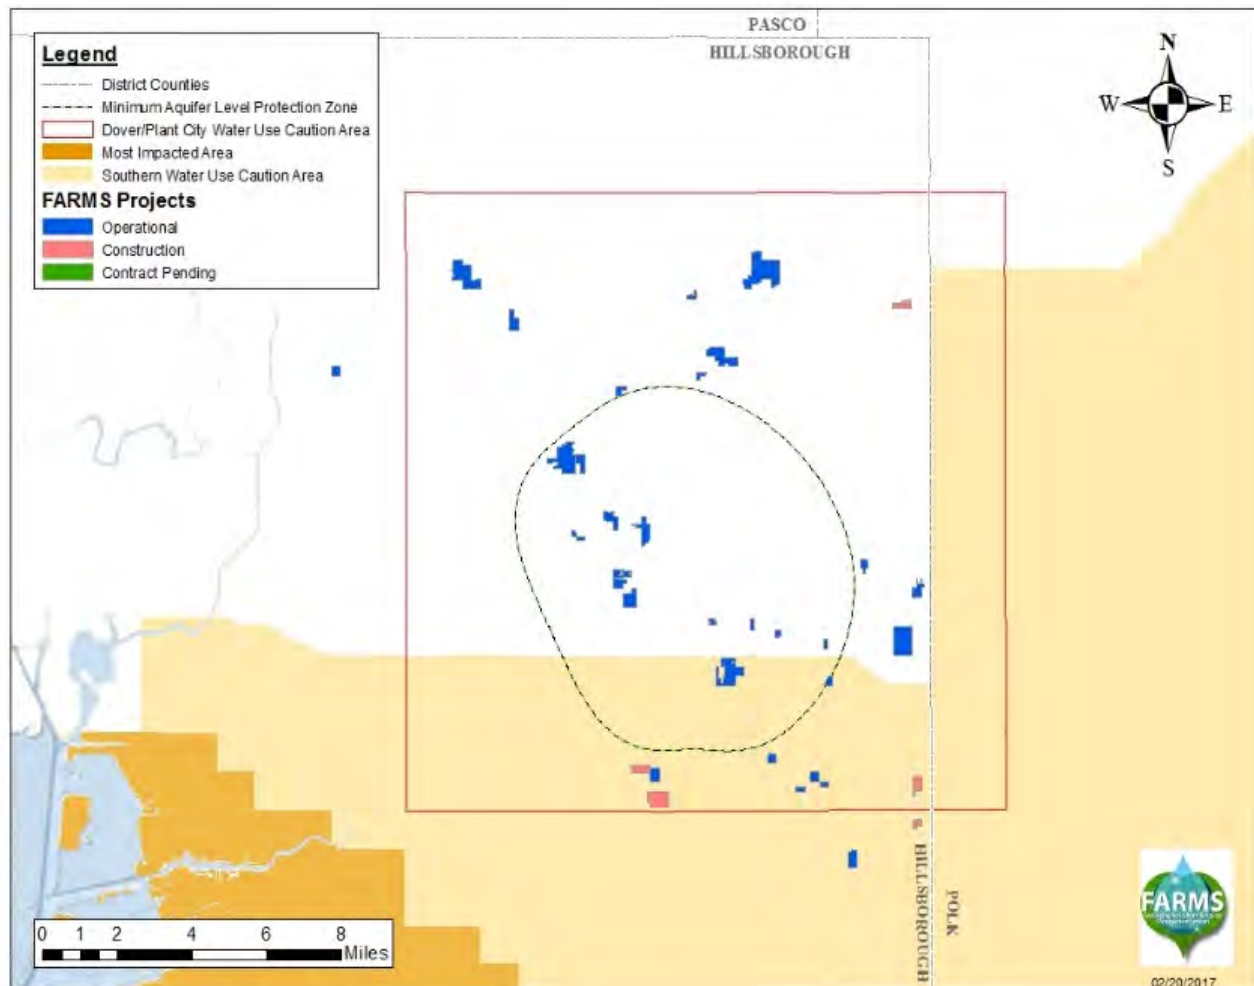 PASCO
HILLSBOROUGH
Legend
District Counties
Minimum Aquifer Level Protection Zone
Dover/Plant City Water Use Caution Area
Most Impacted Area
Southern Water Use Caution Area
FARMS Projects
Operational
Construction
Contract Pending
N
W E
S
HILLSBOROUGH
POLK
0 1 2 4 6 8
Miles
FARMS
02/20/2017